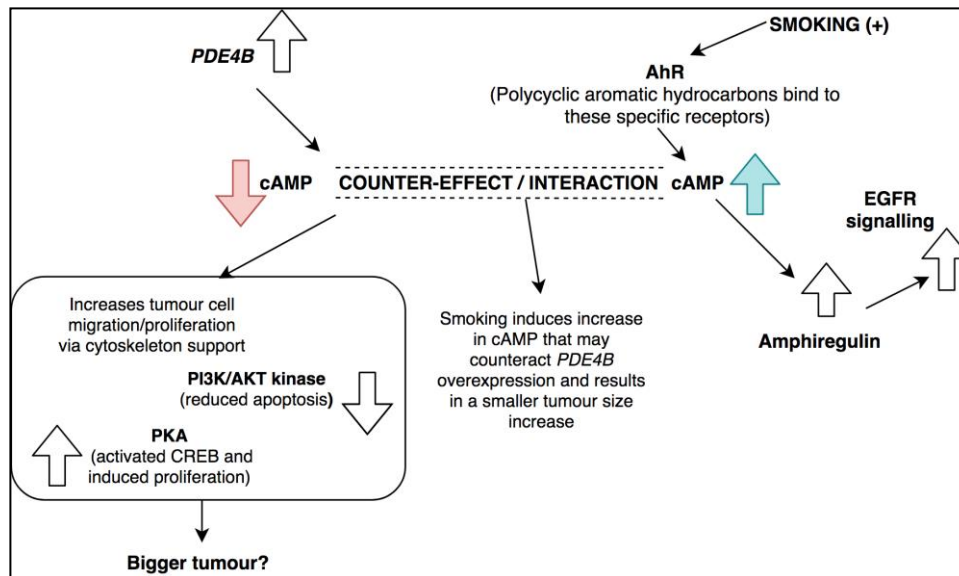 PDE4B
SMOKING (+)
AhR
(Polycyclic aromatic hydrocarbons bind to
these specific receptors)
cAMP
COUNTER-EFFECT / INTERACTION
cAMP
EGFR
signalling
Increases tumour cell
migration/proliferation
via cytoskeleton support
PI3K/AKT kinase
(reduced apoptosis)
PKA
(activated CREB and
induced proliferation)
Smoking induces increase
in cAMP that may
counteract PDE4B
overexpression and results
in a smaller tumour size
increase
Amphiregulin
Bigger tumour?